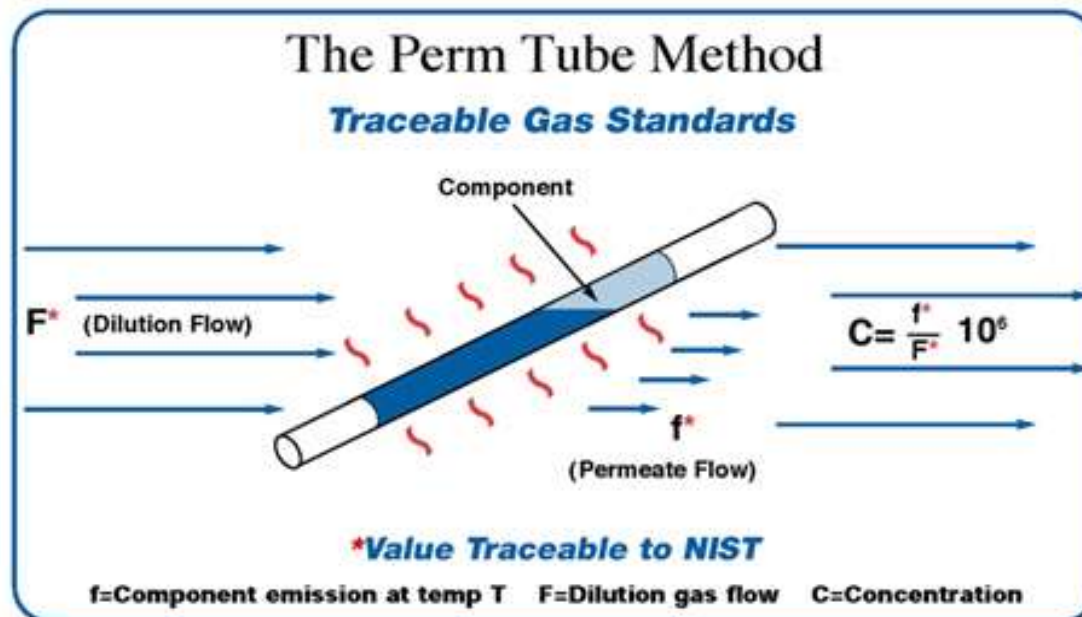 The Perm Tube Method
Traceable Gas Standards
Component
F* (Dilution Flow)
C= f*/F* 10⁶
f*
(Permeate Flow)
*Value Traceable to NIST
f=Component emission at temp T F=Dilution gas flow C=Concentration